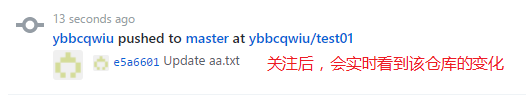 13 seconds ago
ybbcqwiu pushed to master at ybbcqwiu/test01
e5a6601 Update aa.txt 关注后，会实时看到该仓库的变化